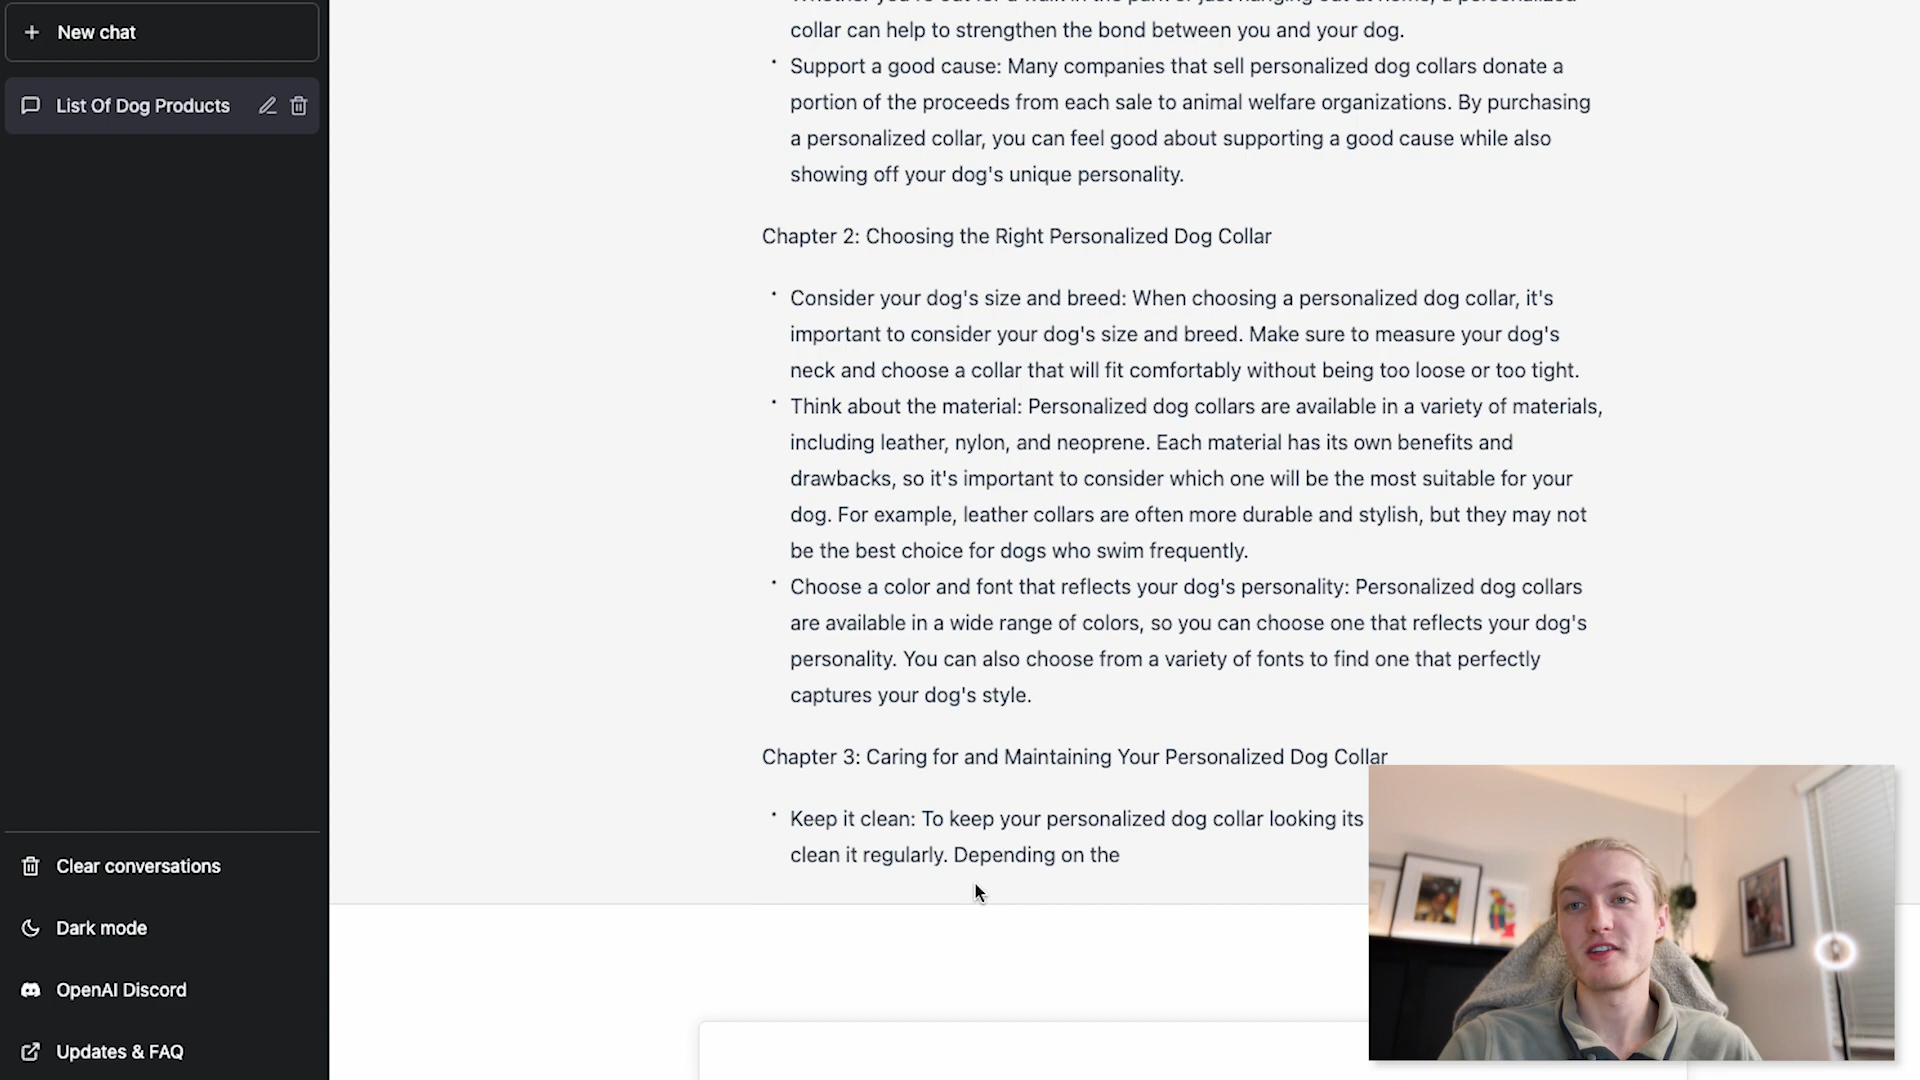 New chat
List Of Dog Products
Clear conversations
Dark mode
OpenAI Discord
Updates & FAQ
collar can help to strengthen the bond between you and your dog.
Support a good cause: Many companies that sell personalized dog collars donate a
portion of the proceeds from each sale to animal welfare organizations. By purchasing
a personalized collar, you can feel good about supporting a good cause while also
showing off your dog's unique personality.
Chapter 2: Choosing the Right Personalized Dog Collar
Consider your dog's size and breed: When choosing a personalized dog collar, it's
important to consider your dog's size and breed. Make sure to measure your dog's
neck and choose a collar that will fit comfortably without being too loose or too tight.
Think about the material: Personalized dog collars are available in a variety of materials,
including leather, nylon, and neoprene. Each material has its own benefits and
drawbacks, so it's important to consider which one will be the most suitable for your
dog. For example, leather collars are often more durable and stylish, but they may not
be the best choice for dogs who swim frequently.
Choose a color and font that reflects your dog's personality: Personalized dog collars
are available in a wide range of colors, so you can choose one that reflects your dog's
personality. You can also choose from a variety of fonts to find one that perfectly
captures your dog's style.
Chapter 3: Caring for and Maintaining Your Personalized Dog Collar
Keep it clean: To keep your personalized dog collar looking its
clean it regularly. Depending on the